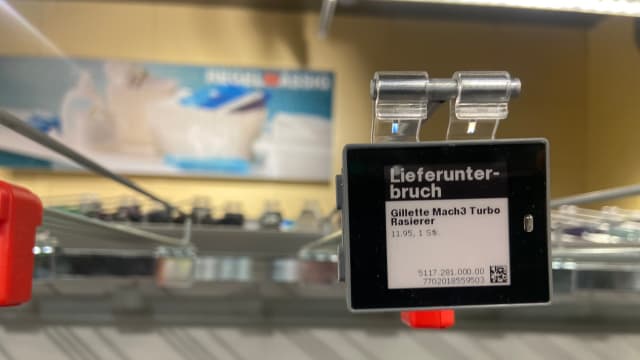 Lieferunter-
bruch
Gillette Mach3 Turbo
Rasierer
11.95, 1 St.
5117.281.000.00
7702018559503